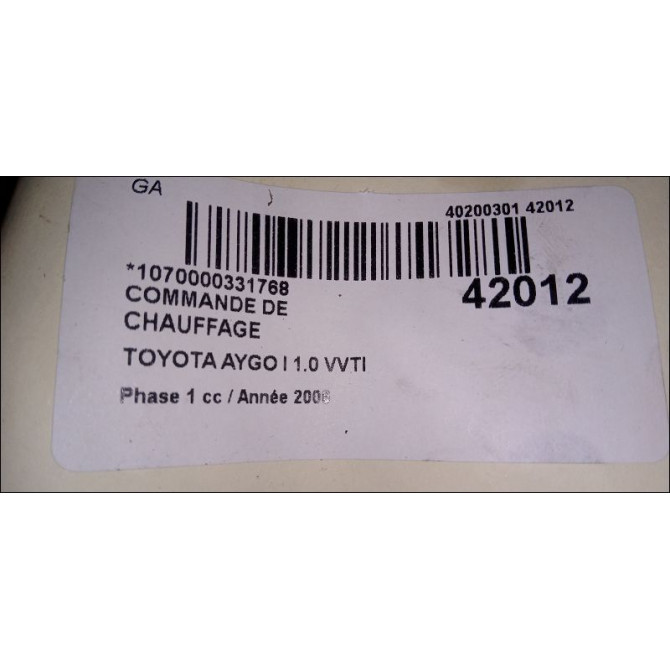 GA
40200301 42012
*1070000331768
42012
COMMANDE DE
CHAUFFAGE
TOYOTA AYGO I 1.0 VVTI
Phase 1 cc / Année